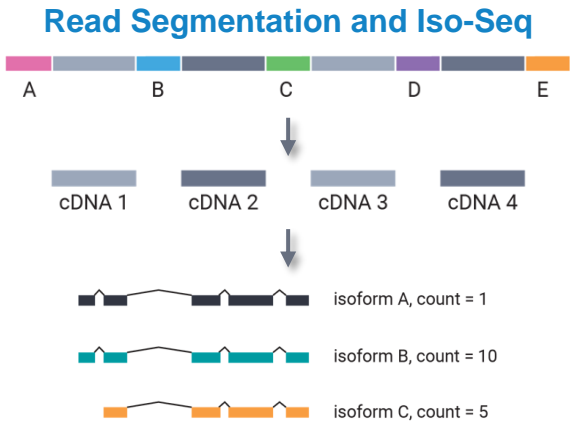 Read Segmentation and Iso-Seq
A B C D E
cDNA 1 cDNA 2 cDNA 3 cDNA 4
isoform A, count = 1
isoform B, count = 10
isoform C, count = 5